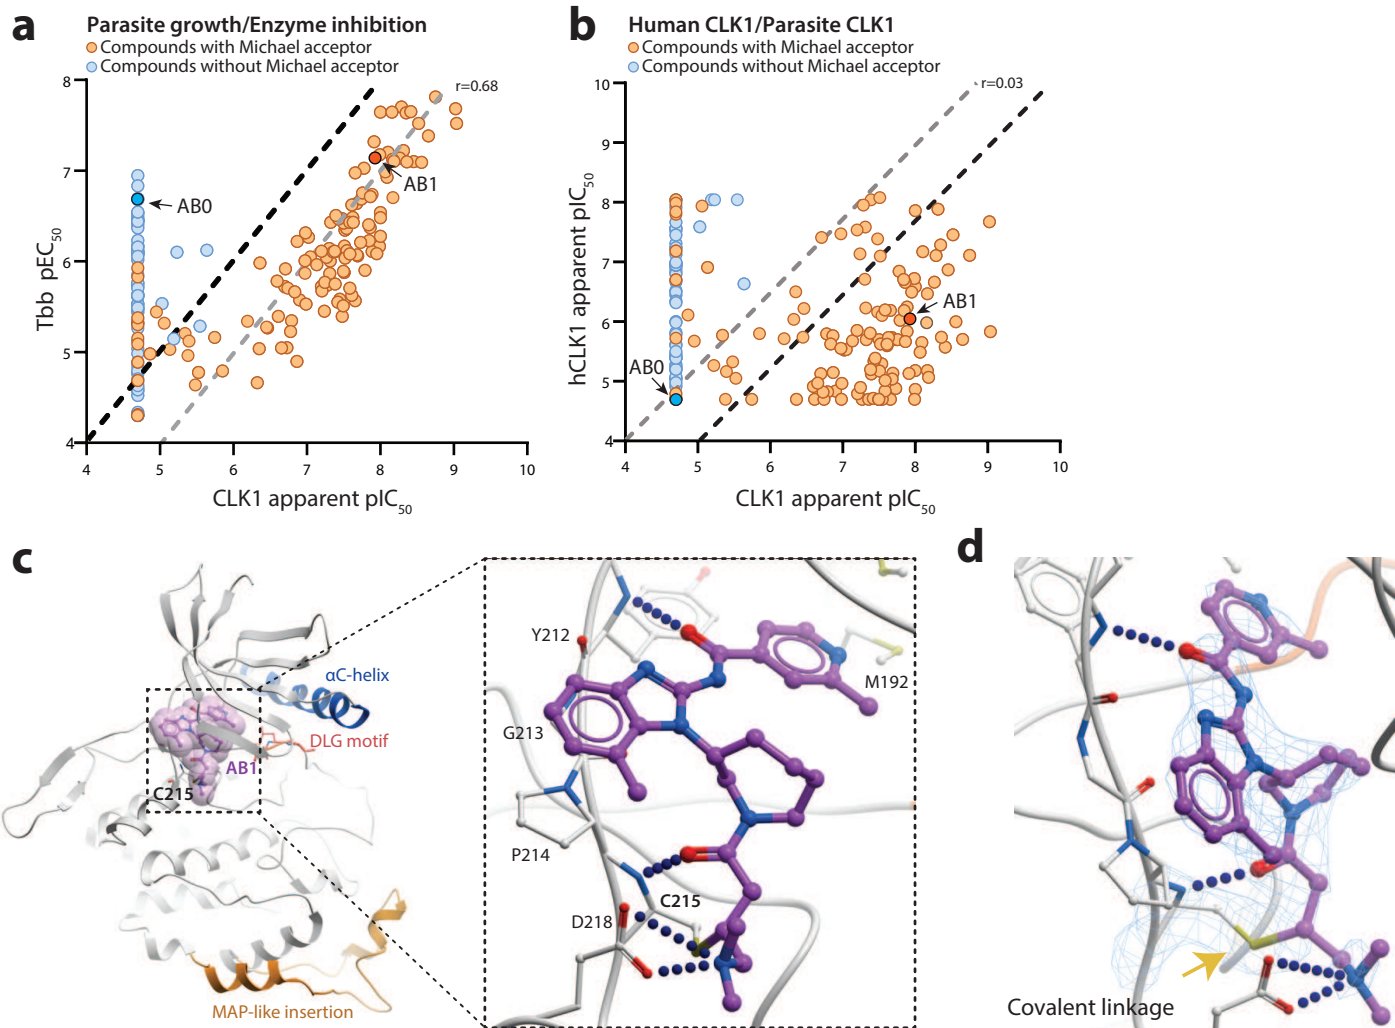 a
Parasite growth/Enzyme inhibition
Compounds with Michael acceptor
Compounds without Michael acceptor
r=0.68
8
7
6
5
4
Tbb pEC50
AB0
AB1
4 5 6 7 8 9 10
CLK1 apparent pIC50
b
Human CLK1/Parasite CLK1
Compounds with Michael acceptor
Compounds without Michael acceptor
r=0.03
10
9
8
7
6
5
4
hCLK1 apparent pIC50
AB0
AB1
4 5 6 7 8 9 10
CLK1 apparent pIC50
c
αC-helix
DLG motif
AB1
C215
MAP-like insertion
Y212
M192
G213
P214
C215
D218
d
Covalent linkage